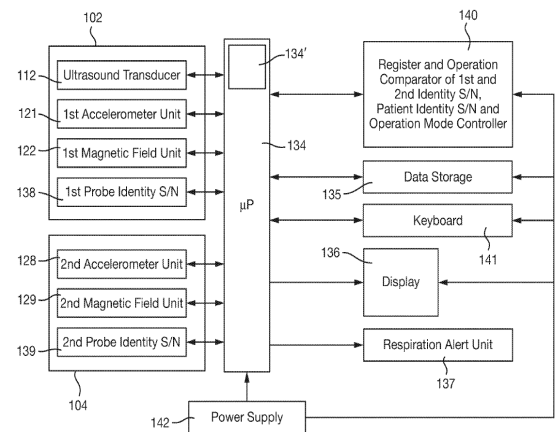 102
112
Ultrasound Transducer
121
1st Accelerometer Unit
122
1st Magnetic Field Unit
138
1st Probe Identity S/N
128
2nd Accelerometer Unit
129
2nd Magnetic Field Unit
139
2nd Probe Identity S/N
104
134'
134
μP
140
Register and Operation
Comparator of 1st and
2nd Identity S/N,
Patient Identity S/N and
Operation Mode Controller
Data Storage
135
Keyboard
141
136
Display
Respiration Alert Unit
137
142
Power Supply